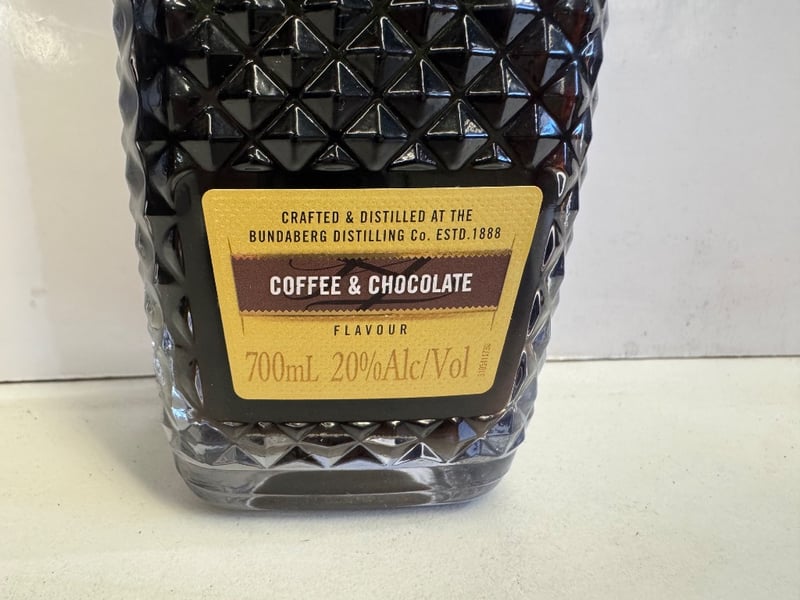 CRAFTED & DISTILLED AT THE
BUNDABERG DISTILLING Co. ESTD.1888
COFFEE & CHOCOLATE
FLAVOUR
700mL 20%Alc/Vol